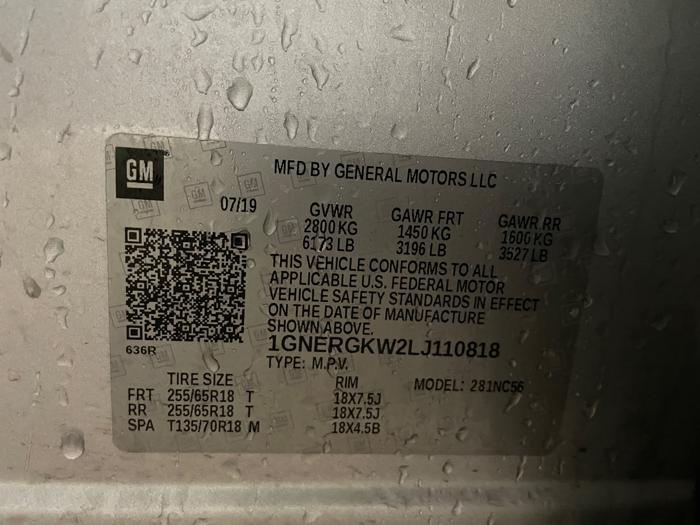 GM
MFD BY GENERAL MOTORS LLC
07/19
GVWR GAWR FRT GAWR RR
2800 KG 1450 KG 1600 KG
6173 LB 3196 LB 3527 LB
THIS VEHICLE CONFORMS TO ALL
APPLICABLE U.S. FEDERAL MOTOR
VEHICLE SAFETY STANDARDS IN EFFECT
ON THE DATE OF MANUFACTURE
SHOWN ABOVE.
636R
1GNERGKW2LJ110818
TYPE: M.P.V.
TIRE SIZE RIM MODEL: 281NC56
FRT 255/65R18 T 18X7.5J
RR 255/65R18 T 18X7.5J
SPA T135/70R18 M 18X4.5B